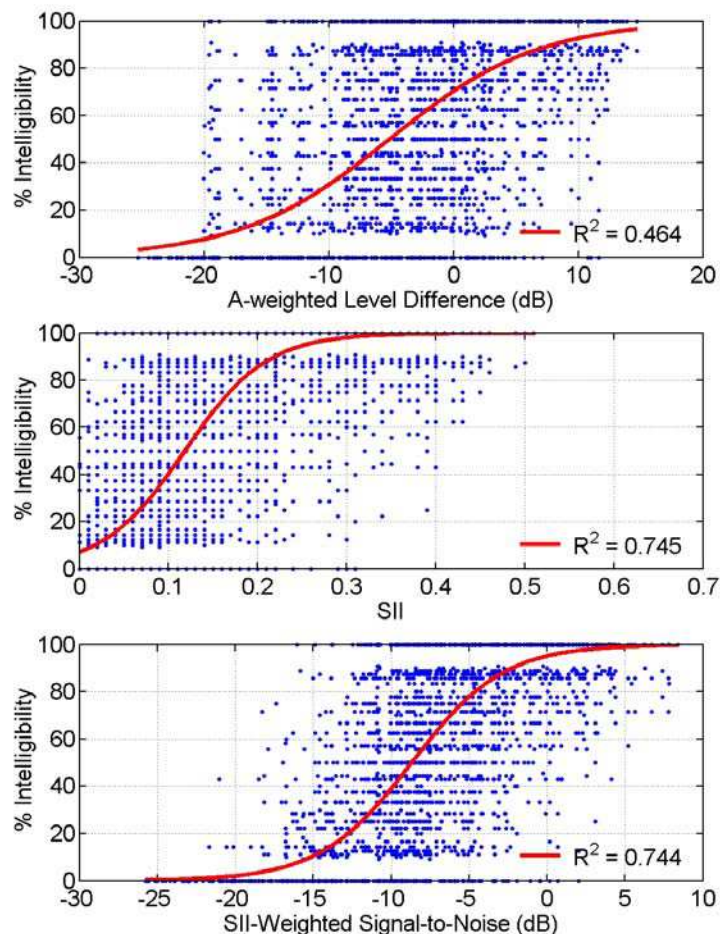 100
80
60
40
20
0
% Intelligibility
R² = 0.464
-30 -20 -10 0 10 20
A-weighted Level Difference (dB)
100
80
60
40
20
0
% Intelligibility
R² = 0.745
0 0.1 0.2 0.3 0.4 0.5 0.6 0.7
SII
100
80
60
40
20
0
% Intelligibility
R² = 0.744
-30 -25 -20 -15 -10 -5 0 5 10
SII-Weighted Signal-to-Noise (dB)